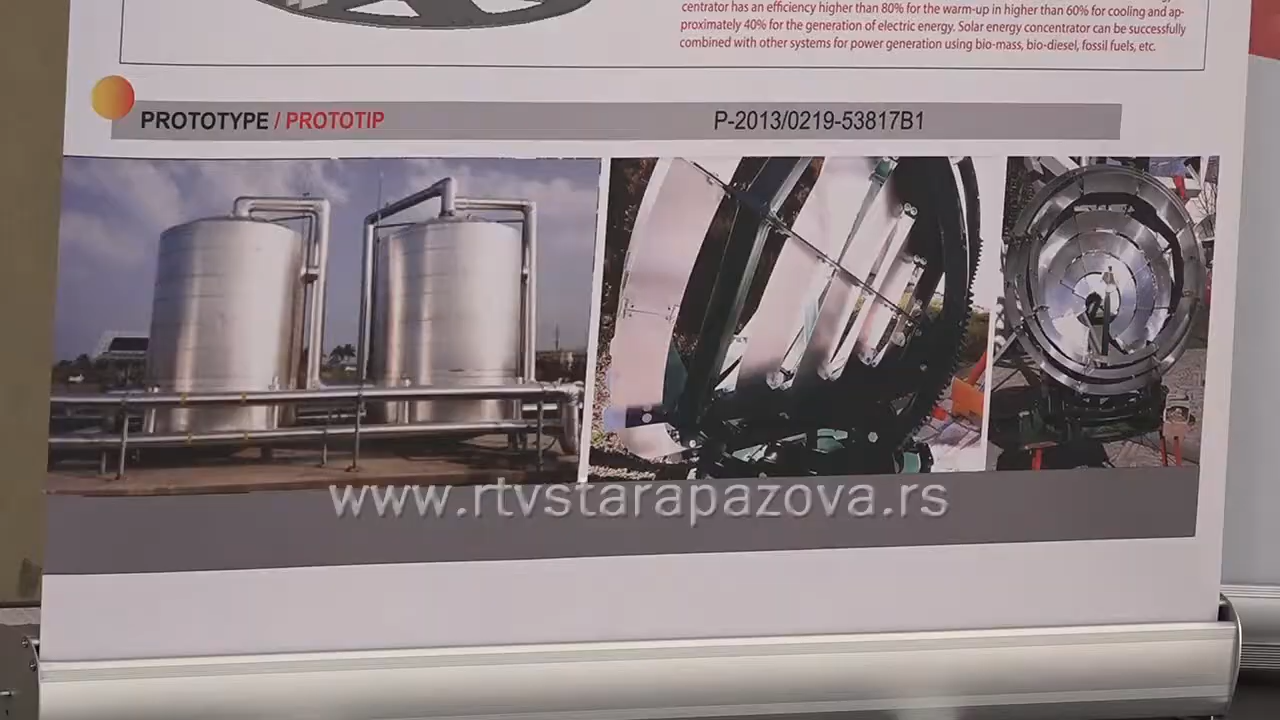 centrator has an efficiency higher than 80% for the warm-up in higher than 60% for cooling and ap-
proximately 40% for the generation of electric energy. Solar energy concentrator can be successfully
combined with other systems for power generation using bio-mass, bio-diesel, fossil fuels, etc.
PROTOTYPE / PROTOTIP P-2013/0219-53817B1
www.rtvstarapazova.rs